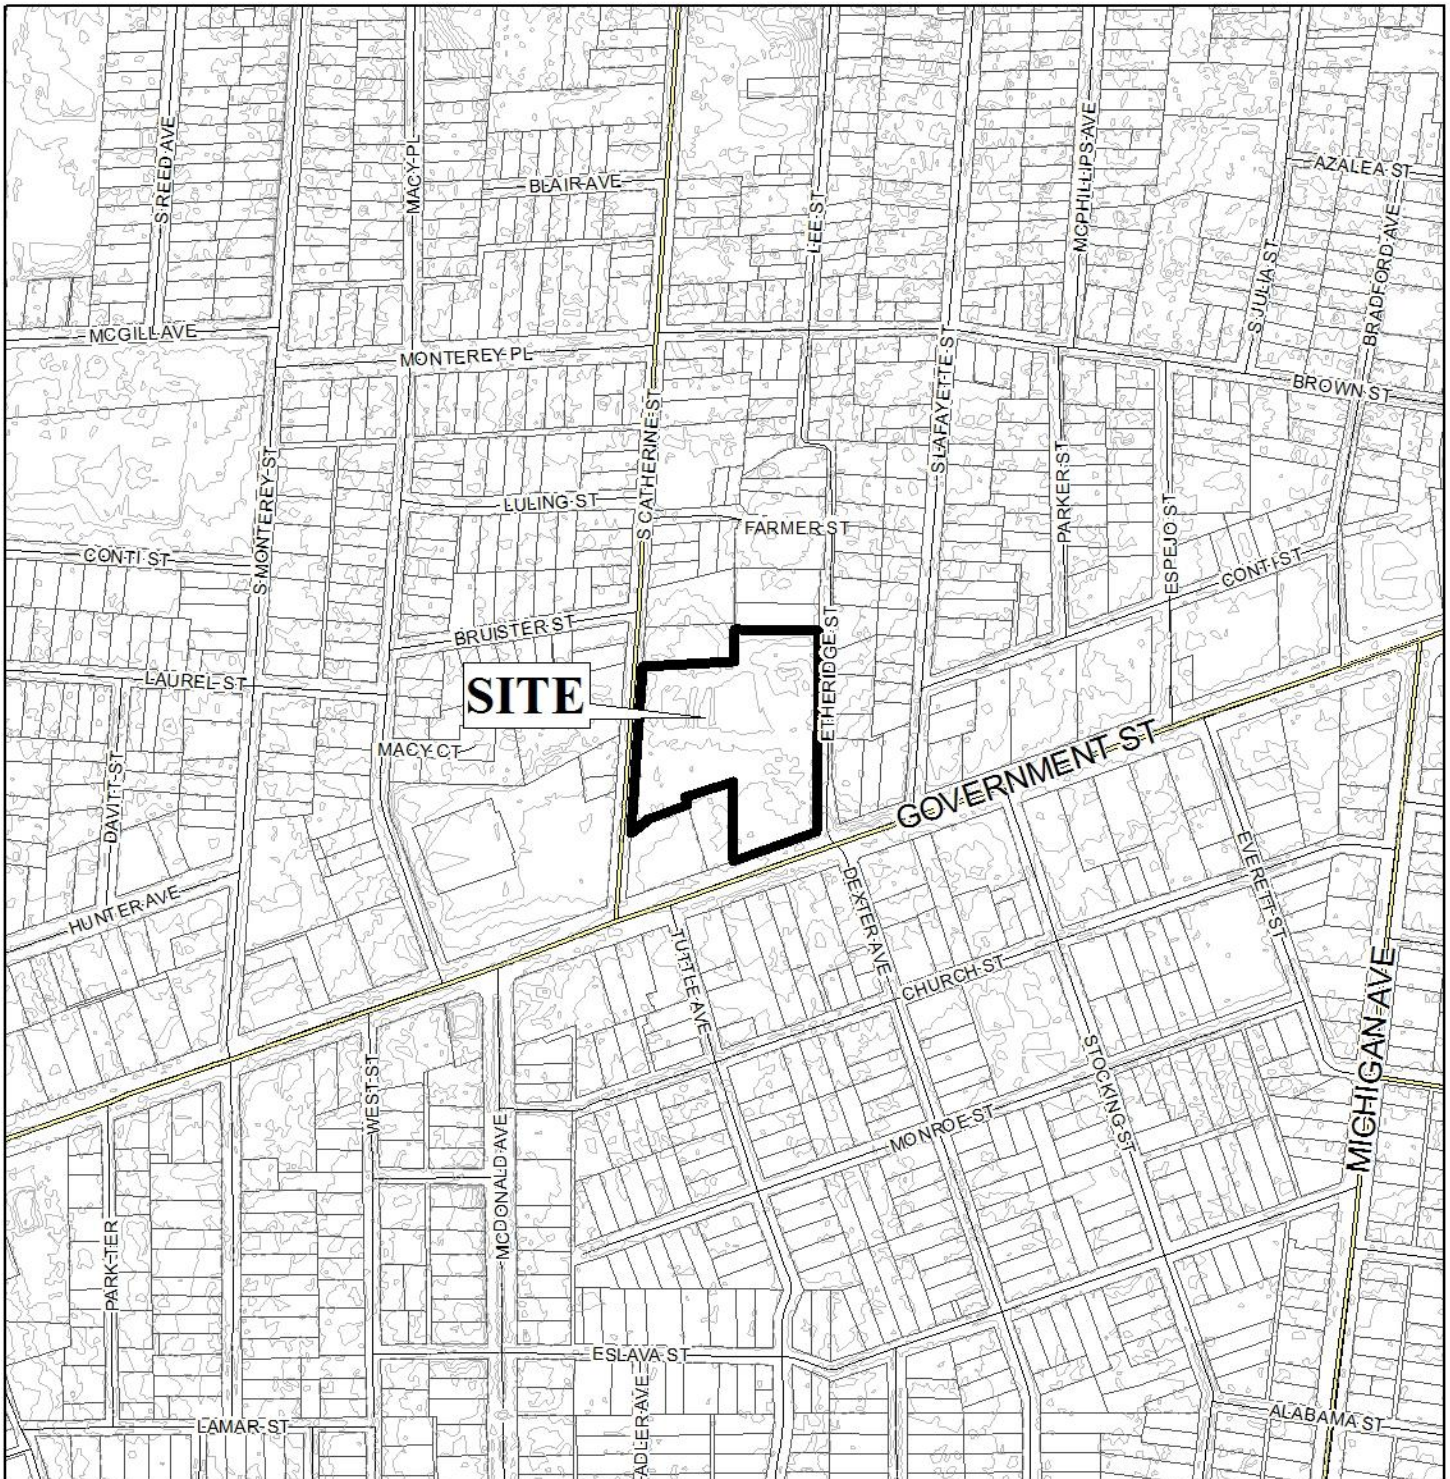 S REED AVE
MACY PL
BLAIR AVE
LEE ST
MCPHILLIPS AVE
AZALEA ST
S JULIA ST
BRADFORD AVE
MCGILL AVE
MONTEREY PL
S CATHERINE ST
S LAFAYETTE ST
BROWN ST
S MONTEREY ST
LULING ST
FARMER ST
PARKER ST
ESPEJO ST
CONTI ST
CONTI ST
BRUISTER ST
LAUREL ST
SITE
ETHERIDGE ST
MACY CT
DAVITT ST
GOVERNMENT ST
HUNTER AVE
TUTTLE AVE
DEXTER AVE
EVERETT ST
CHURCH ST
MICHIGAN AVE
WEST ST
STOCKING ST
MONROE ST
MCDONALD AVE
PARK TER
ESLAVA ST
ADLER AVE
LAMAR ST
ALABAMA ST